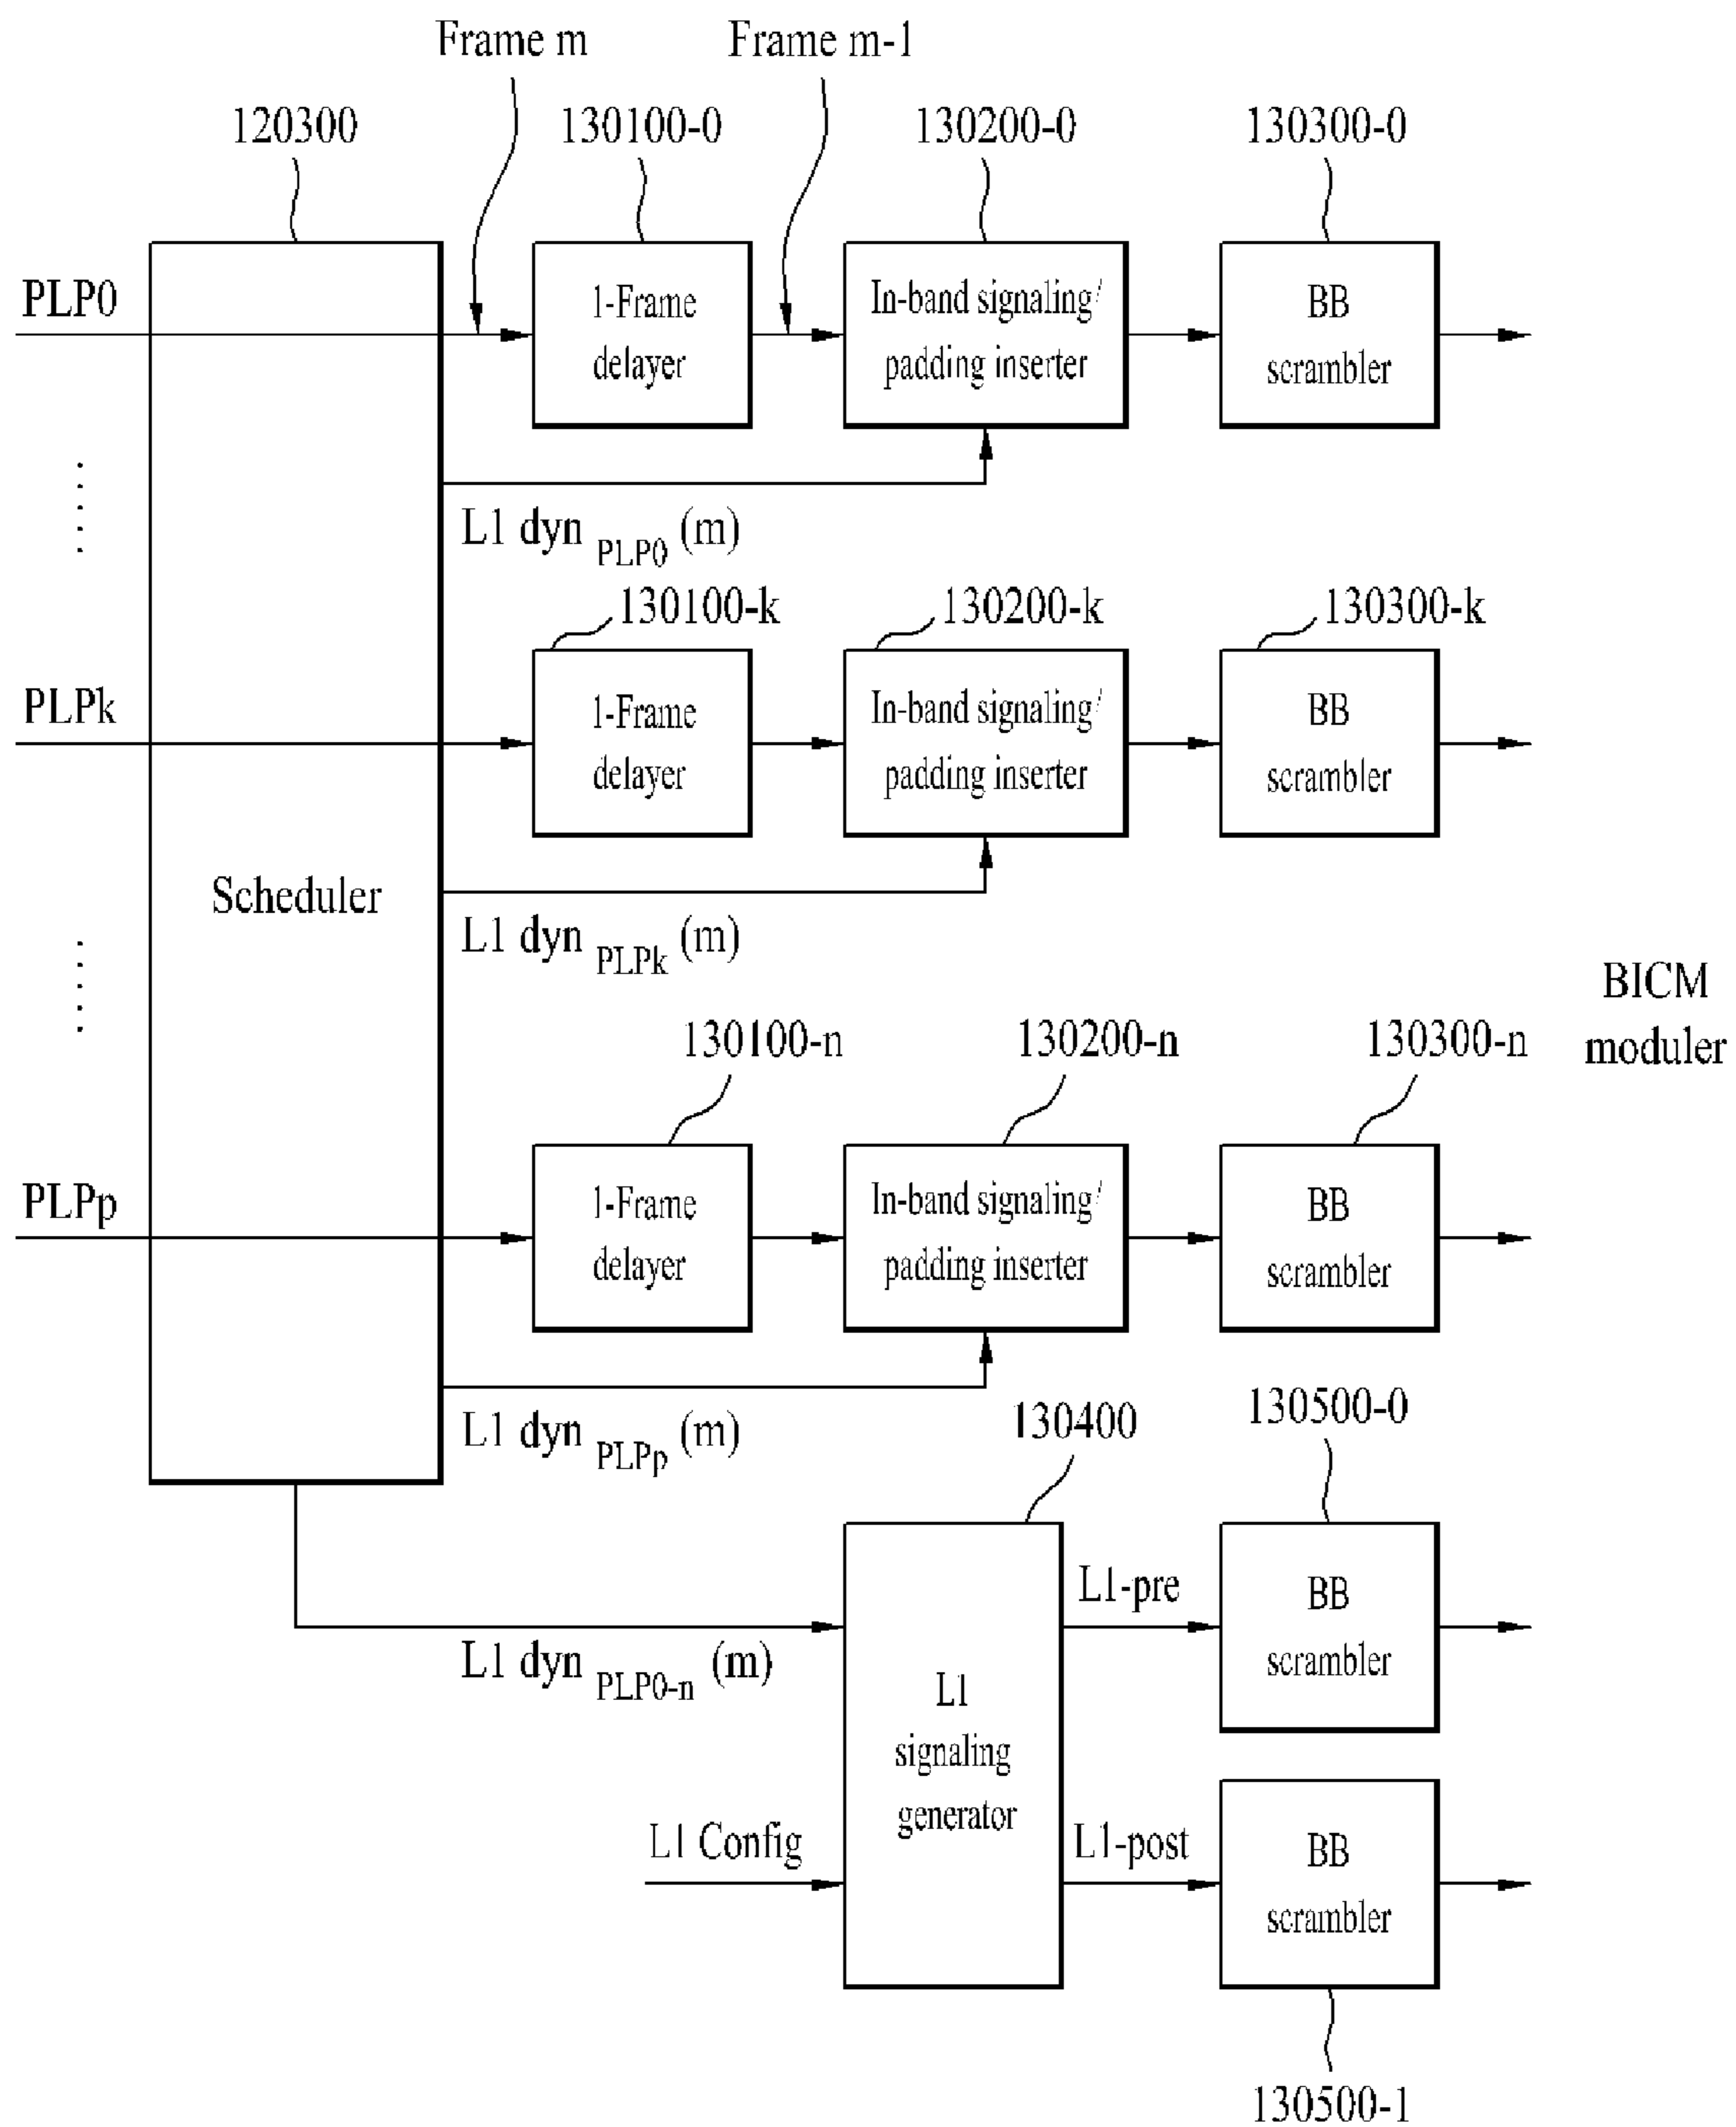 Frame m
Frame m-1
120300
130100-0
130200-0
130300-0
PLP0
1-Frame
delayer
In-band signaling/
padding inserter
BB
scrambler
L1 dyn PLP0 (m)
130100-k
130200-k
130300-k
PLPk
1-Frame
delayer
In-band signaling/
padding inserter
BB
scrambler
Scheduler
L1 dyn PLPk (m)
BICM
moduler
130100-n
130200-n
130300-n
PLPp
1-Frame
delayer
In-band signaling/
padding inserter
BB
scrambler
L1 dyn PLPp (m)
130400
130500-0
L1-pre
BB
scrambler
L1 dyn PLP0-n (m)
L1
signaling
generator
L1 Config
L1-post
BB
scrambler
130500-1